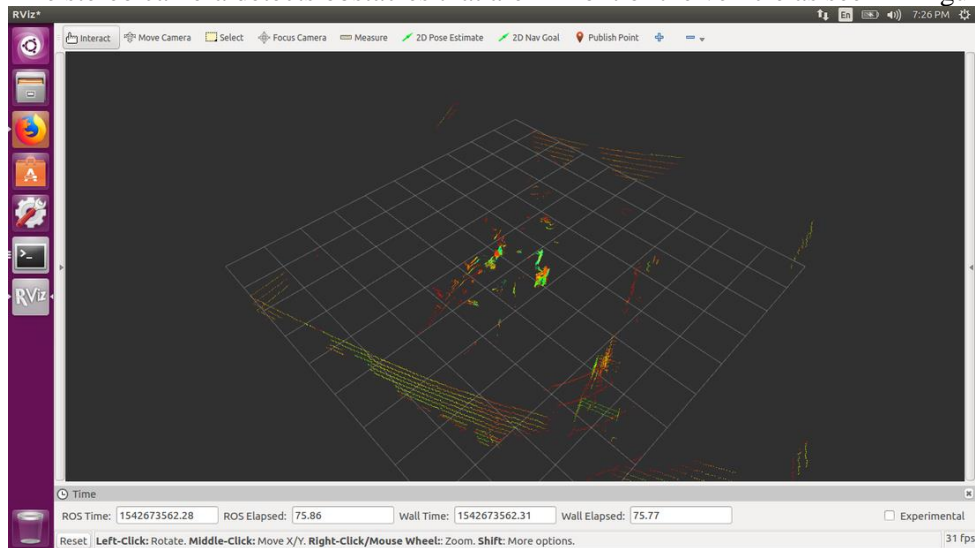 RViz*
En
7:26 PM
Interact Move Camera Select Focus Camera Measure 2D Pose Estimate 2D Nav Goal Publish Point
A
>_
RViz
Time
ROS Time: 1542673562.28 ROS Elapsed: 75.86 Wall Time: 1542673562.31 Wall Elapsed: 75.77 Experimental
Reset Left-Click: Rotate. Middle-Click: Move X/Y. Right-Click/Mouse Wheel:: Zoom. Shift: More options. 31 fps